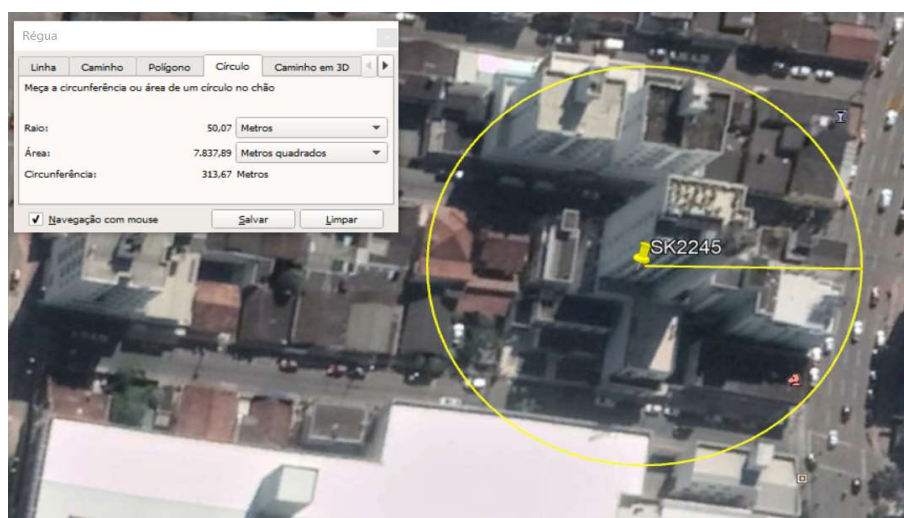 Régua
Linha Caminho Polígono Círculo Caminho em 3D
Meça a circunferência ou área de um círculo no chão
Raio: 50,07 Metros
Área: 7.837,89 Metros quadrados
Circunferência: 313,67 Metros
Navegação com mouse Salvar Limpar
SK2245